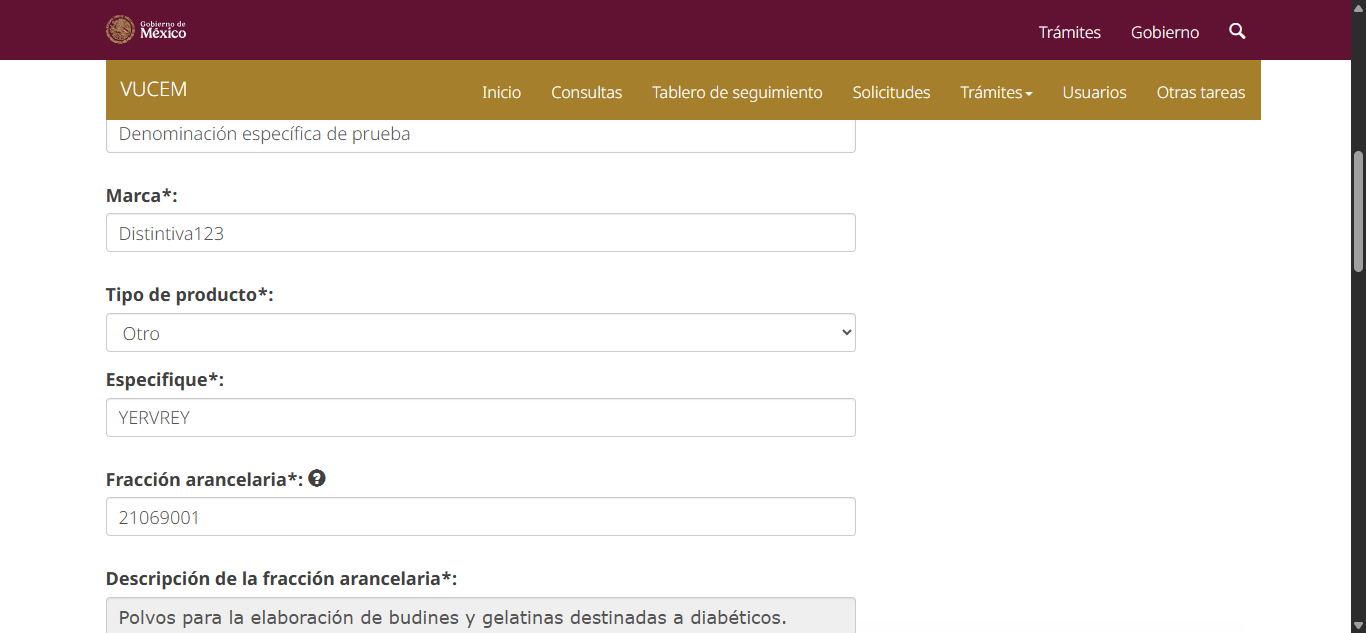 Gobierno de
México
Trámites
Gobierno
VUCEM
Inicio
Consultas
Tablero de seguimiento
Solicitudes
Trámites
Usuarios
Otras tareas
Denominación específica de prueba
Marca*:
Distintiva123
Tipo de producto*:
Otro
Especifique*:
YERVREY
Fracción arancelaria*: ?
21069001
Descripción de la fracción arancelaria*:
Polvos para la elaboración de budines y gelatinas destinadas a diabéticos.